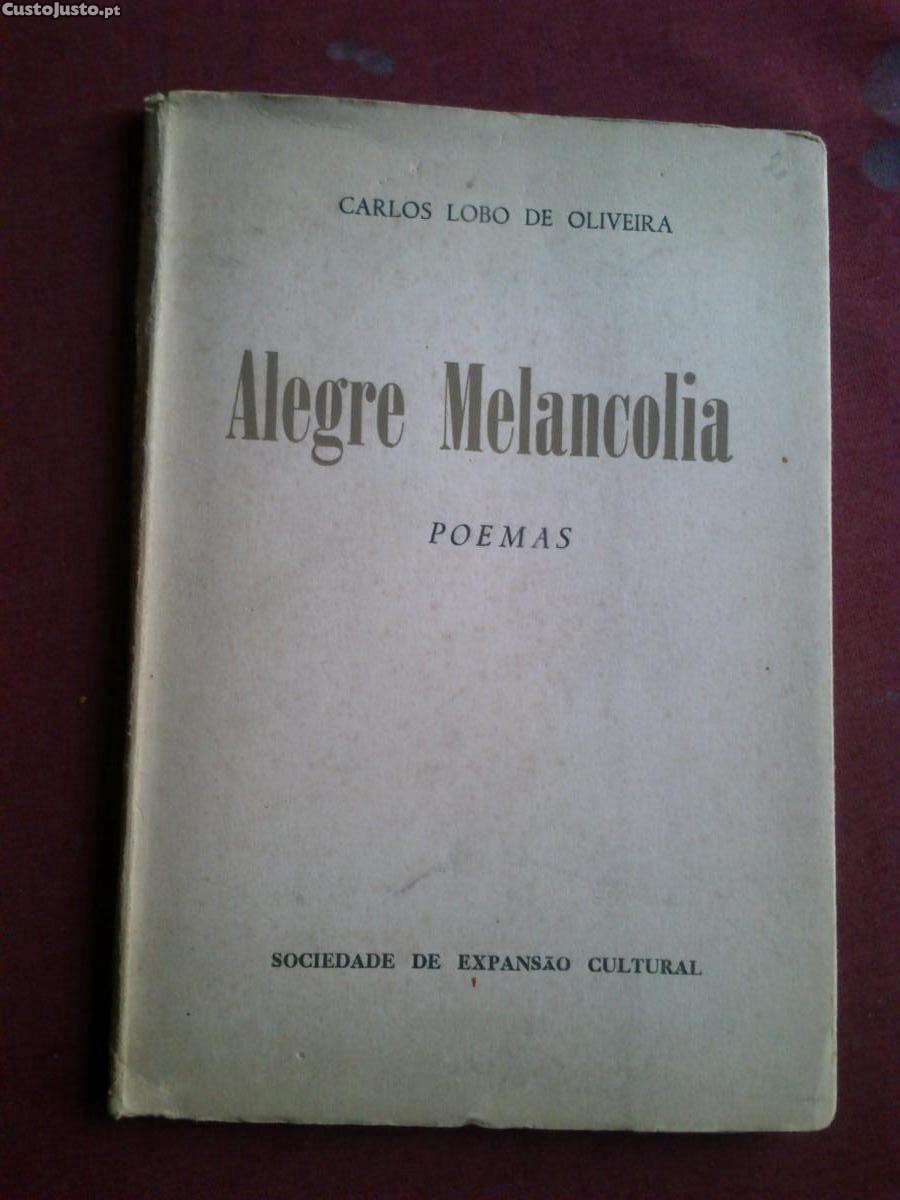 CustoJusto.pt
CARLOS LOBO DE OLIVEIRA
Alegre Melancolia
POEMAS
SOCIEDADE DE EXPANSÃO CULTURAL